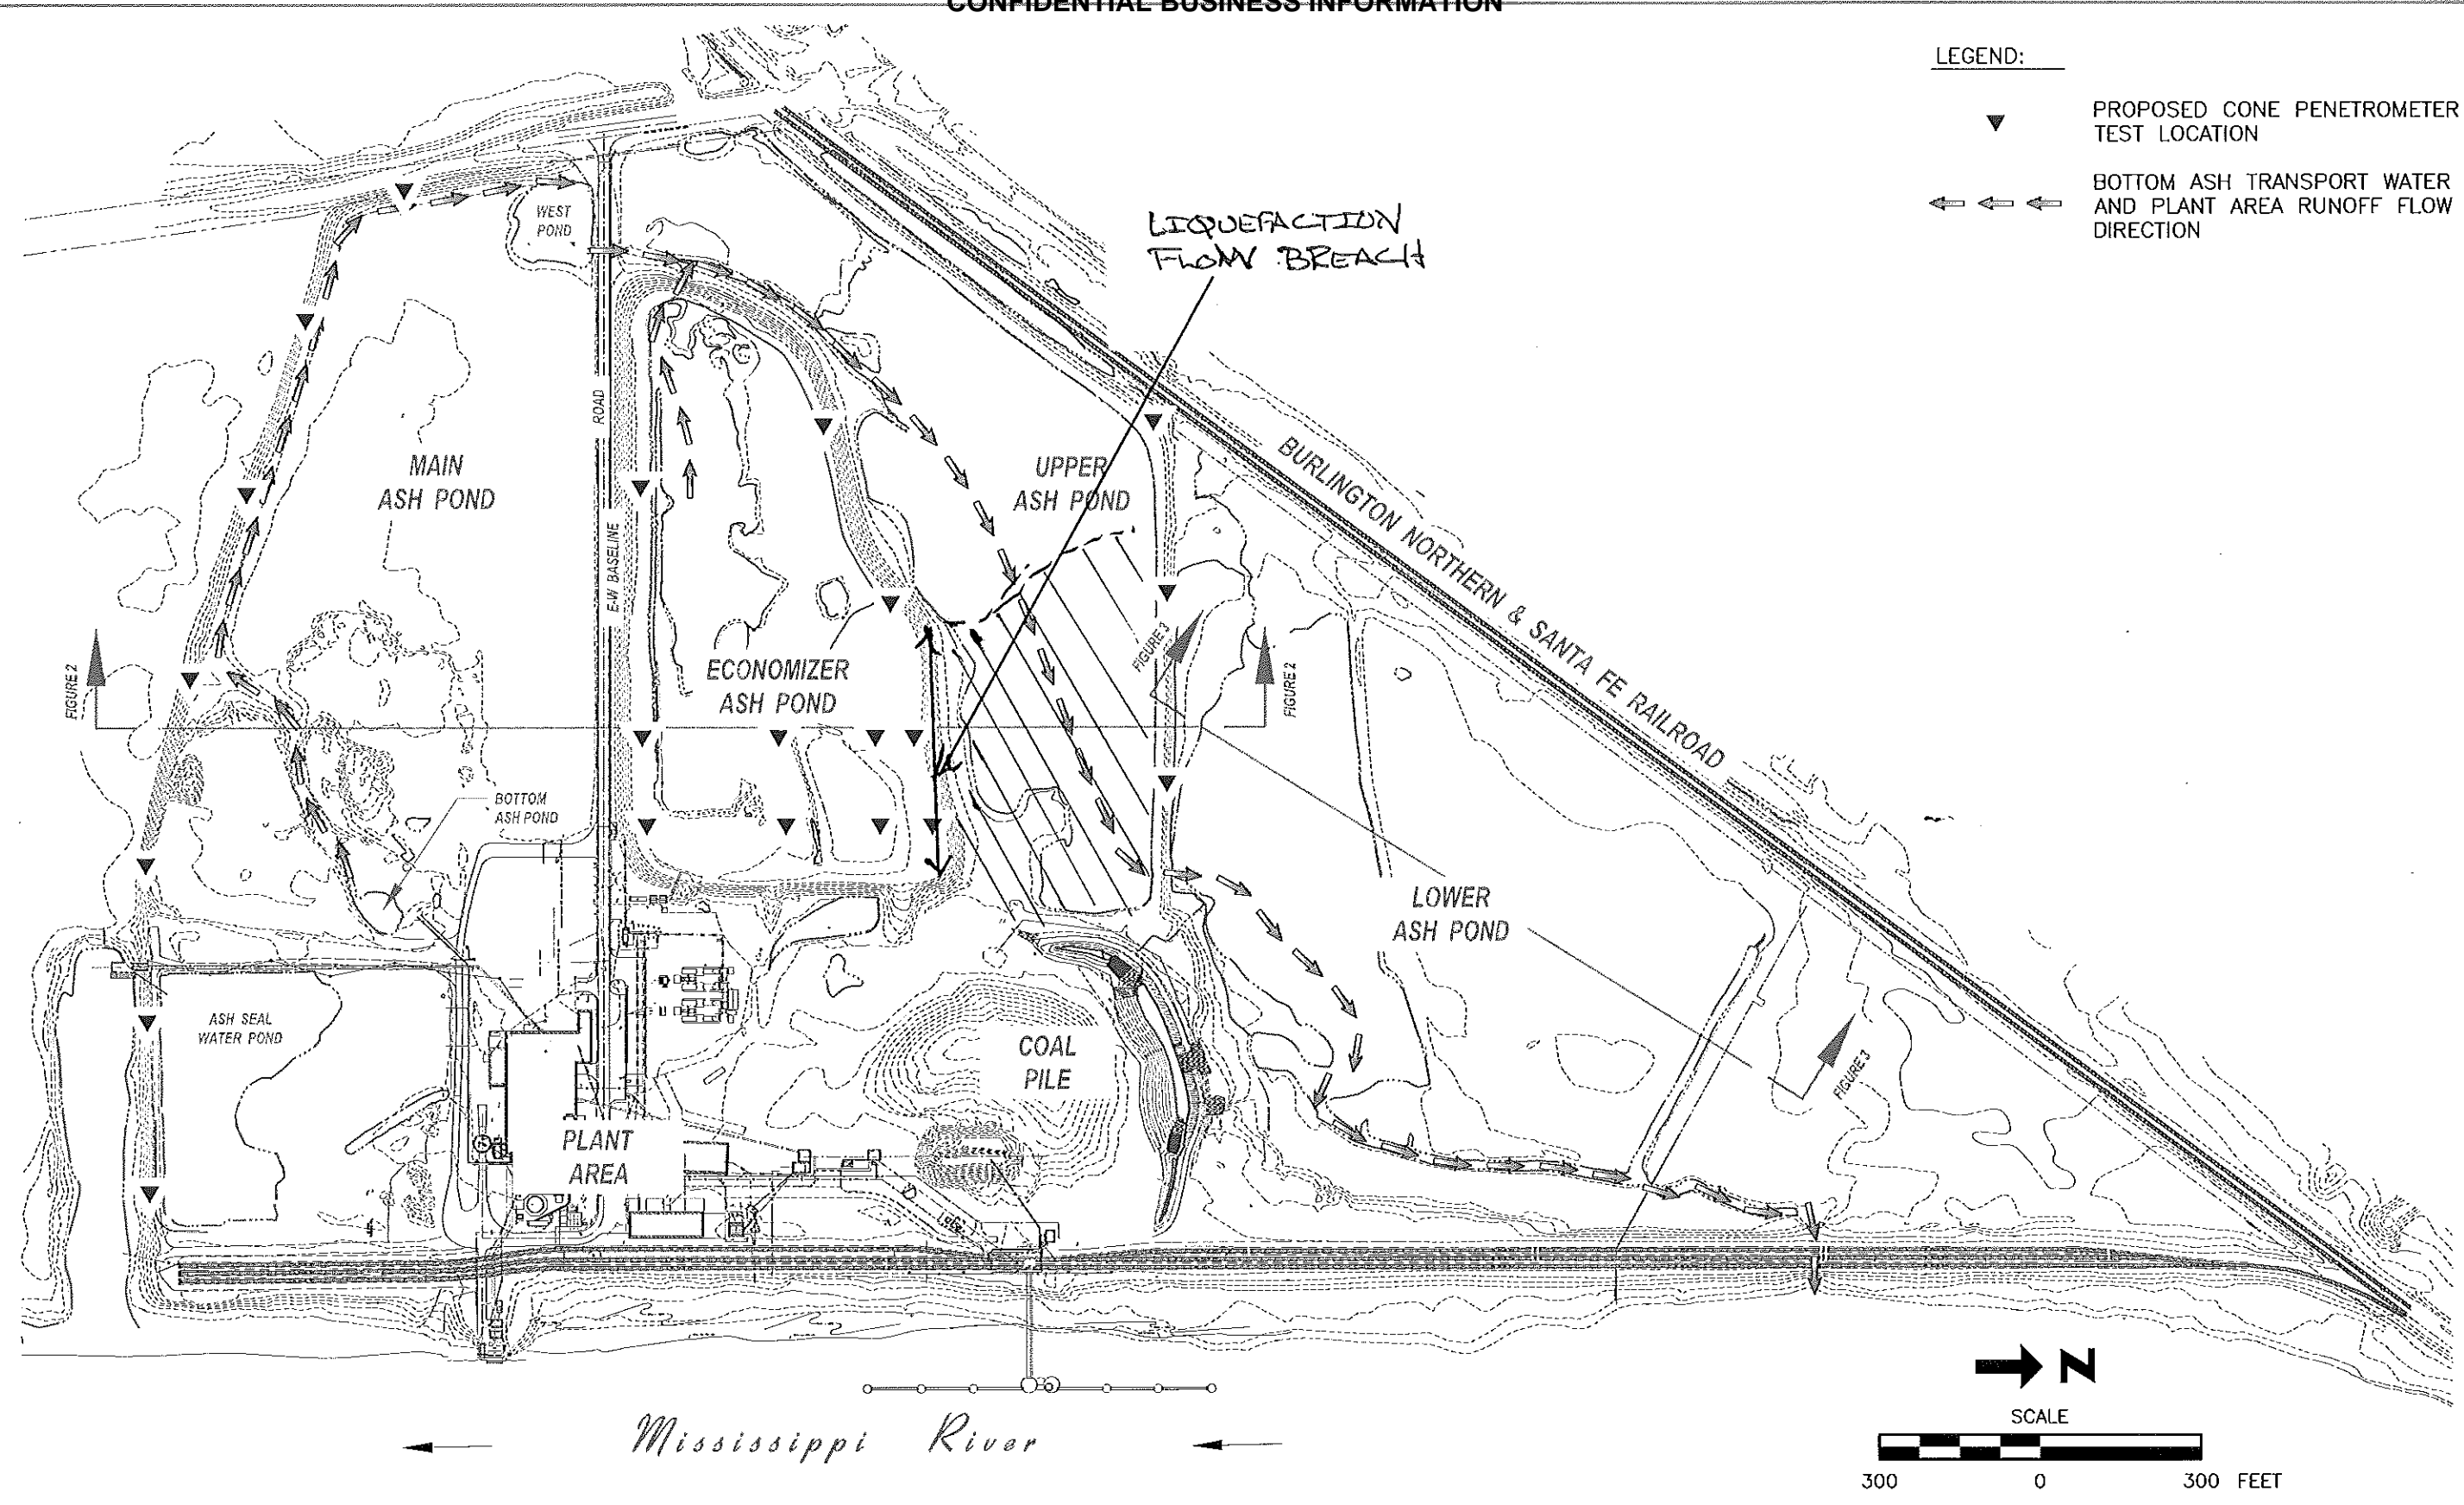 CONFIDENTIAL BUSINESS INFORMATION
LEGEND:
PROPOSED CONE PENETROMETER
TEST LOCATION
BOTTOM ASH TRANSPORT WATER
AND PLANT AREA RUNOFF FLOW
DIRECTION
WEST
POND
LIQUEFACTION
FLOW BREACH
ROAD
E-W BASELINE
MAIN
ASH POND
UPPER
ASH POND
BURLINGTON NORTHERN & SANTA FE RAILROAD
FIGURE 2
ECONOMIZER
ASH POND
FIGURE 3
FIGURE 2
BOTTOM
ASH POND
LOWER
ASH POND
ASH SEAL
WATER POND
COAL
PILE
FIGURE 3
PLANT
AREA
N
Mississippi River
SCALE
300 0 300 FEET